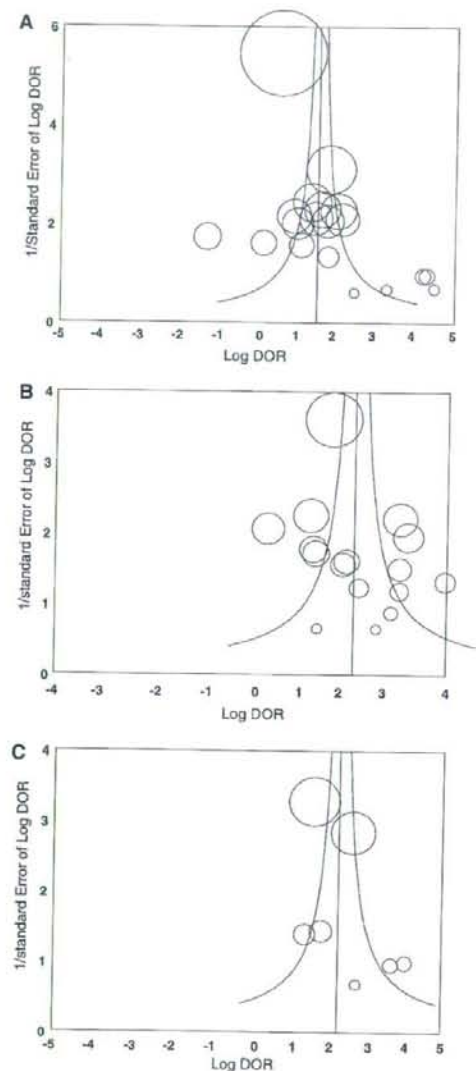 A
6
4
2
0
1/Standard Error of Log DOR
-5 -5 -3 -2 -1 0 1 2 3 4 5
Log DOR
B
4
3
2
1
0
1/standard Error of Log DOR
-4 -4 -3 -2 -1 0 1 2 3 4
Log DOR
C
4
3
2
1
0
1/standard Error of Log DOR
-5 -5 -3 -2 -1 0 1 2 3 4 5
Log DOR